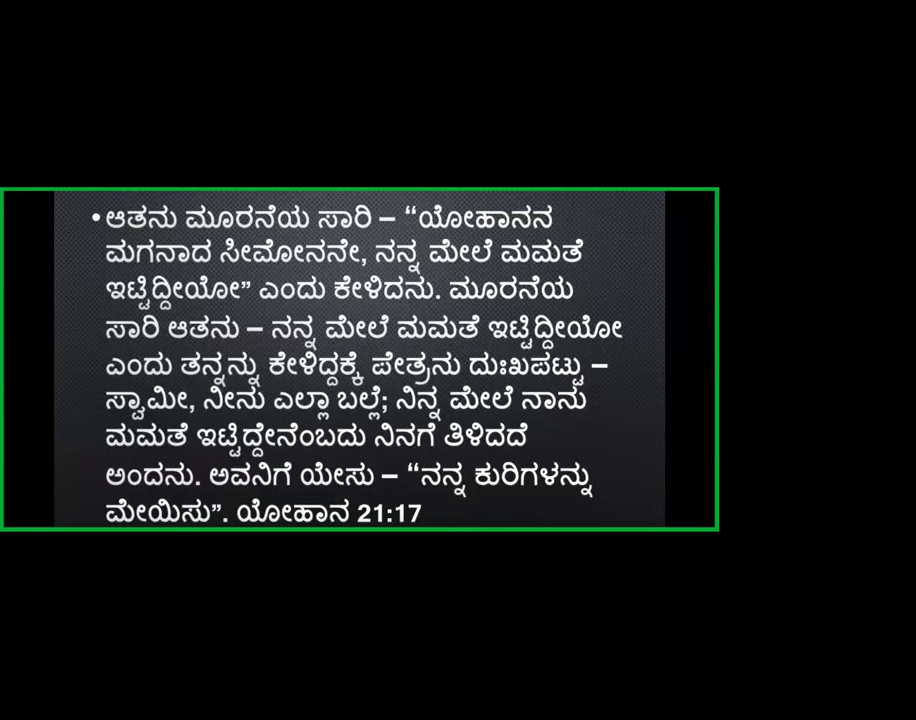 •ಆತನು ಮೂರನೆಯ ಸಾರಿ – “ಯೋಹಾನನ
ಮಗನಾದ ಸೀಮೋನನೇ, ನನ್ನ ಮೇಲೆ ಮಮತೆ
ಇಟ್ಟಿದ್ದೀಯೋ” ಎಂದು ಕೇಳಿದನು. ಮೂರನೆಯ
ಸಾರಿ ಆತನು – ನನ್ನ ಮೇಲೆ ಮಮತೆ ಇಟ್ಟಿದ್ದೀಯೋ
ಎಂದು ತನ್ನನ್ನು ಕೇಳಿದ್ದಕ್ಕೆ ಪೇತ್ರನು ದುಃಖಪಟ್ಟು –
ಸ್ವಾಮೀ, ನೀನು ಎಲ್ಲಾ ಬಲ್ಲೆ; ನಿನ್ನ ಮೇಲೆ ನಾನು
ಮಮತೆ ಇಟ್ಟಿದ್ದೇನೆಂಬದು ನಿನಗೆ ತಿಳಿದದೆ
ಅಂದನು. ಅವನಿಗೆ ಯೇಸು – “ನನ್ನ ಕುರಿಗಳನ್ನು
ಮೇಯಿಸು”. ಯೋಹಾನ 21:17